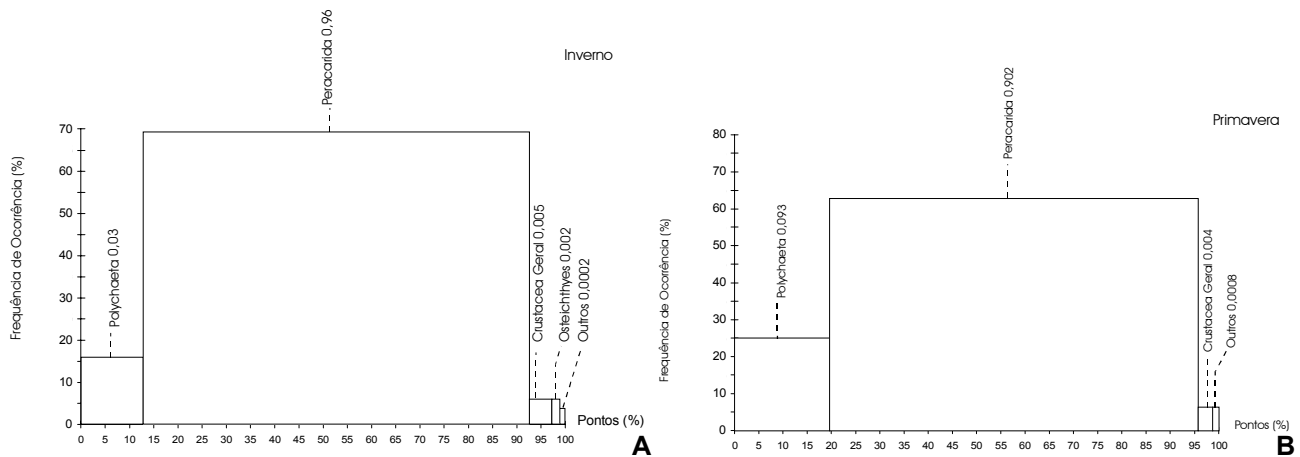 Inverno
Peracarida 0,96
Frequência de Ocorrência (%)
70
60
50
40
30
20
10
0
Polychaeta 0,03
Crustacea Geral 0,005
Osteichthyes 0,002
Outros 0,0002
0 5 10 15 20 25 30 35 40 45 50 55 60 65 70 75 80 85 90 95 100
Pontos (%)
A
Primavera
Peracarida 0,902
Frequência de Ocorrência (%)
80
70
60
50
40
30
20
10
0
Polychaeta 0,093
Crustacea Geral 0,004
Outros 0,0008
0 5 10 15 20 25 30 35 40 45 50 55 60 65 70 75 80 85 90 95 100
Pontos (%)
B